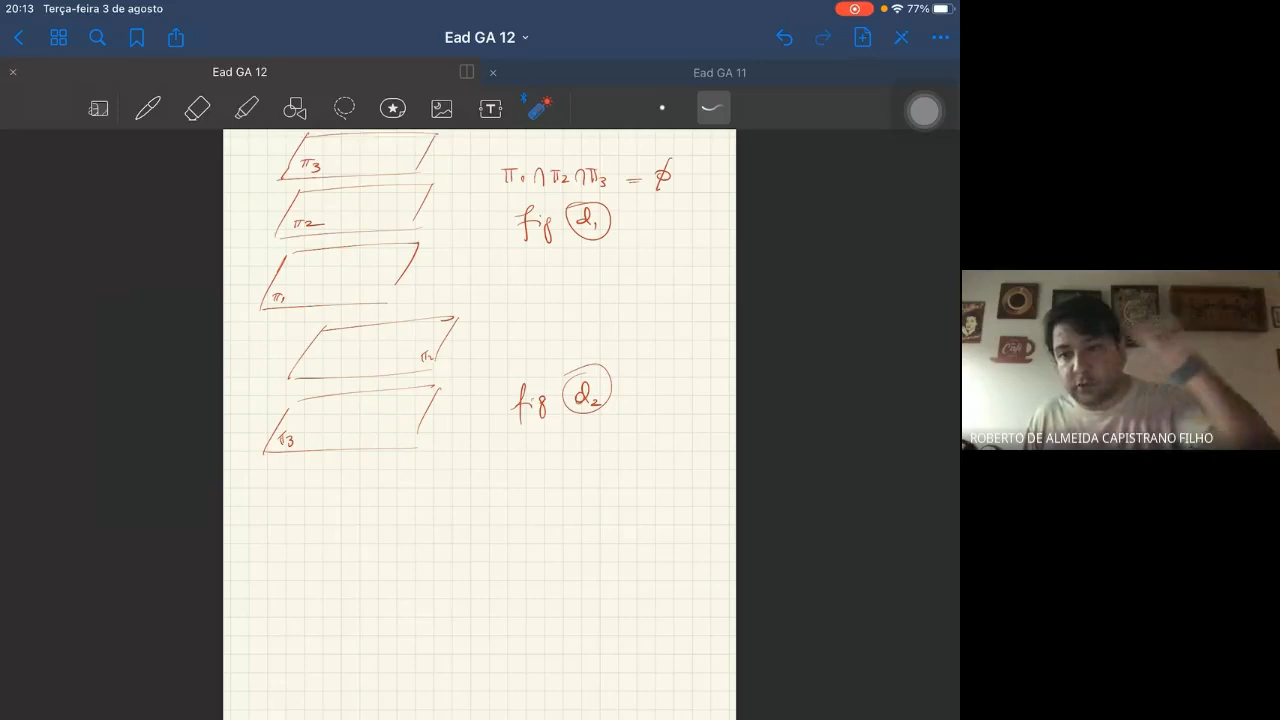 20:13 Terça-feira 3 de agosto
77%
Ead GA 12
Ead GA 12
Ead GA 11
T
π3
π2
π1
π₁ ∩ π₂ ∩ π₃ = ϕ
fig d₁
π₂
π3
fig d₂
ROBERTO DE ALMEIDA CAPISTRANO FILHO